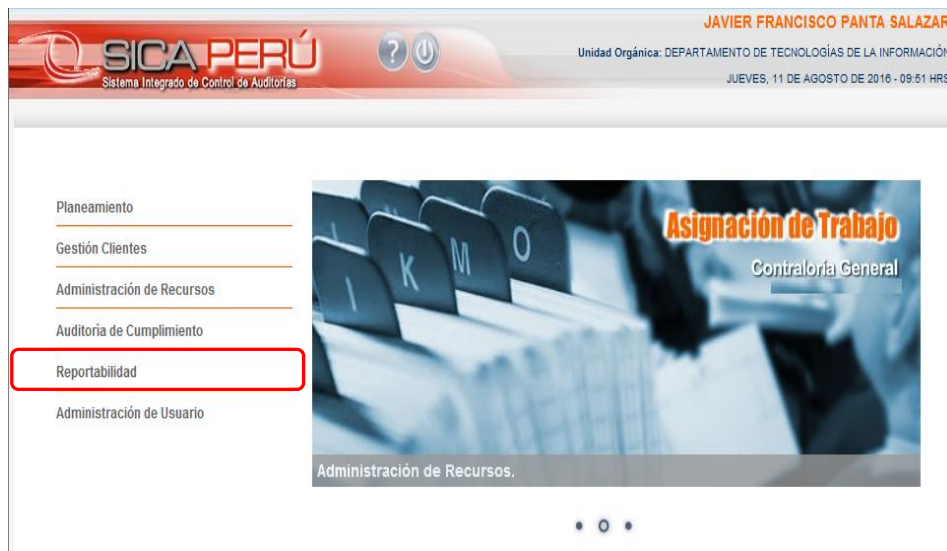 JAVIER FRANCISCO PANTA SALAZAR
SICA PERÚ
?
Unidad Orgánica: DEPARTAMENTO DE TECNOLOGÍAS DE LA INFORMACIÓN
Sistema Integrado de Control de Auditorías
JUEVES, 11 DE AGOSTO DE 2016 - 09:51 HRS
Planeamiento
Gestión Clientes
Administración de Recursos
Auditoría de Cumplimiento
Reportabilidad
Administración de Usuario
I K M O
Asignación de Trabajo
Contraloría General
Administración de Recursos.